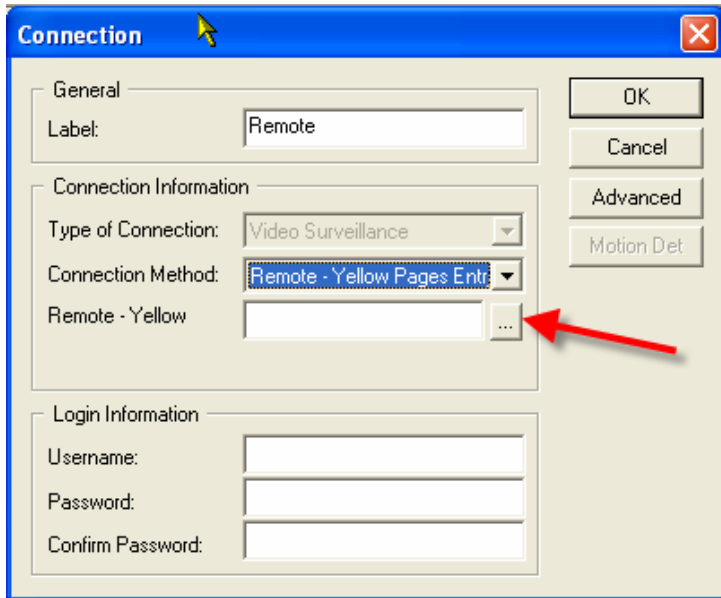 Connection
General
Label: Remote
Connection Information
Type of Connection: Video Surveillance
Connection Method: Remote - Yellow Pages Entr
Remote - Yellow ...
Login Information
Username:
Password:
Confirm Password:
OK
Cancel
Advanced
Motion Det